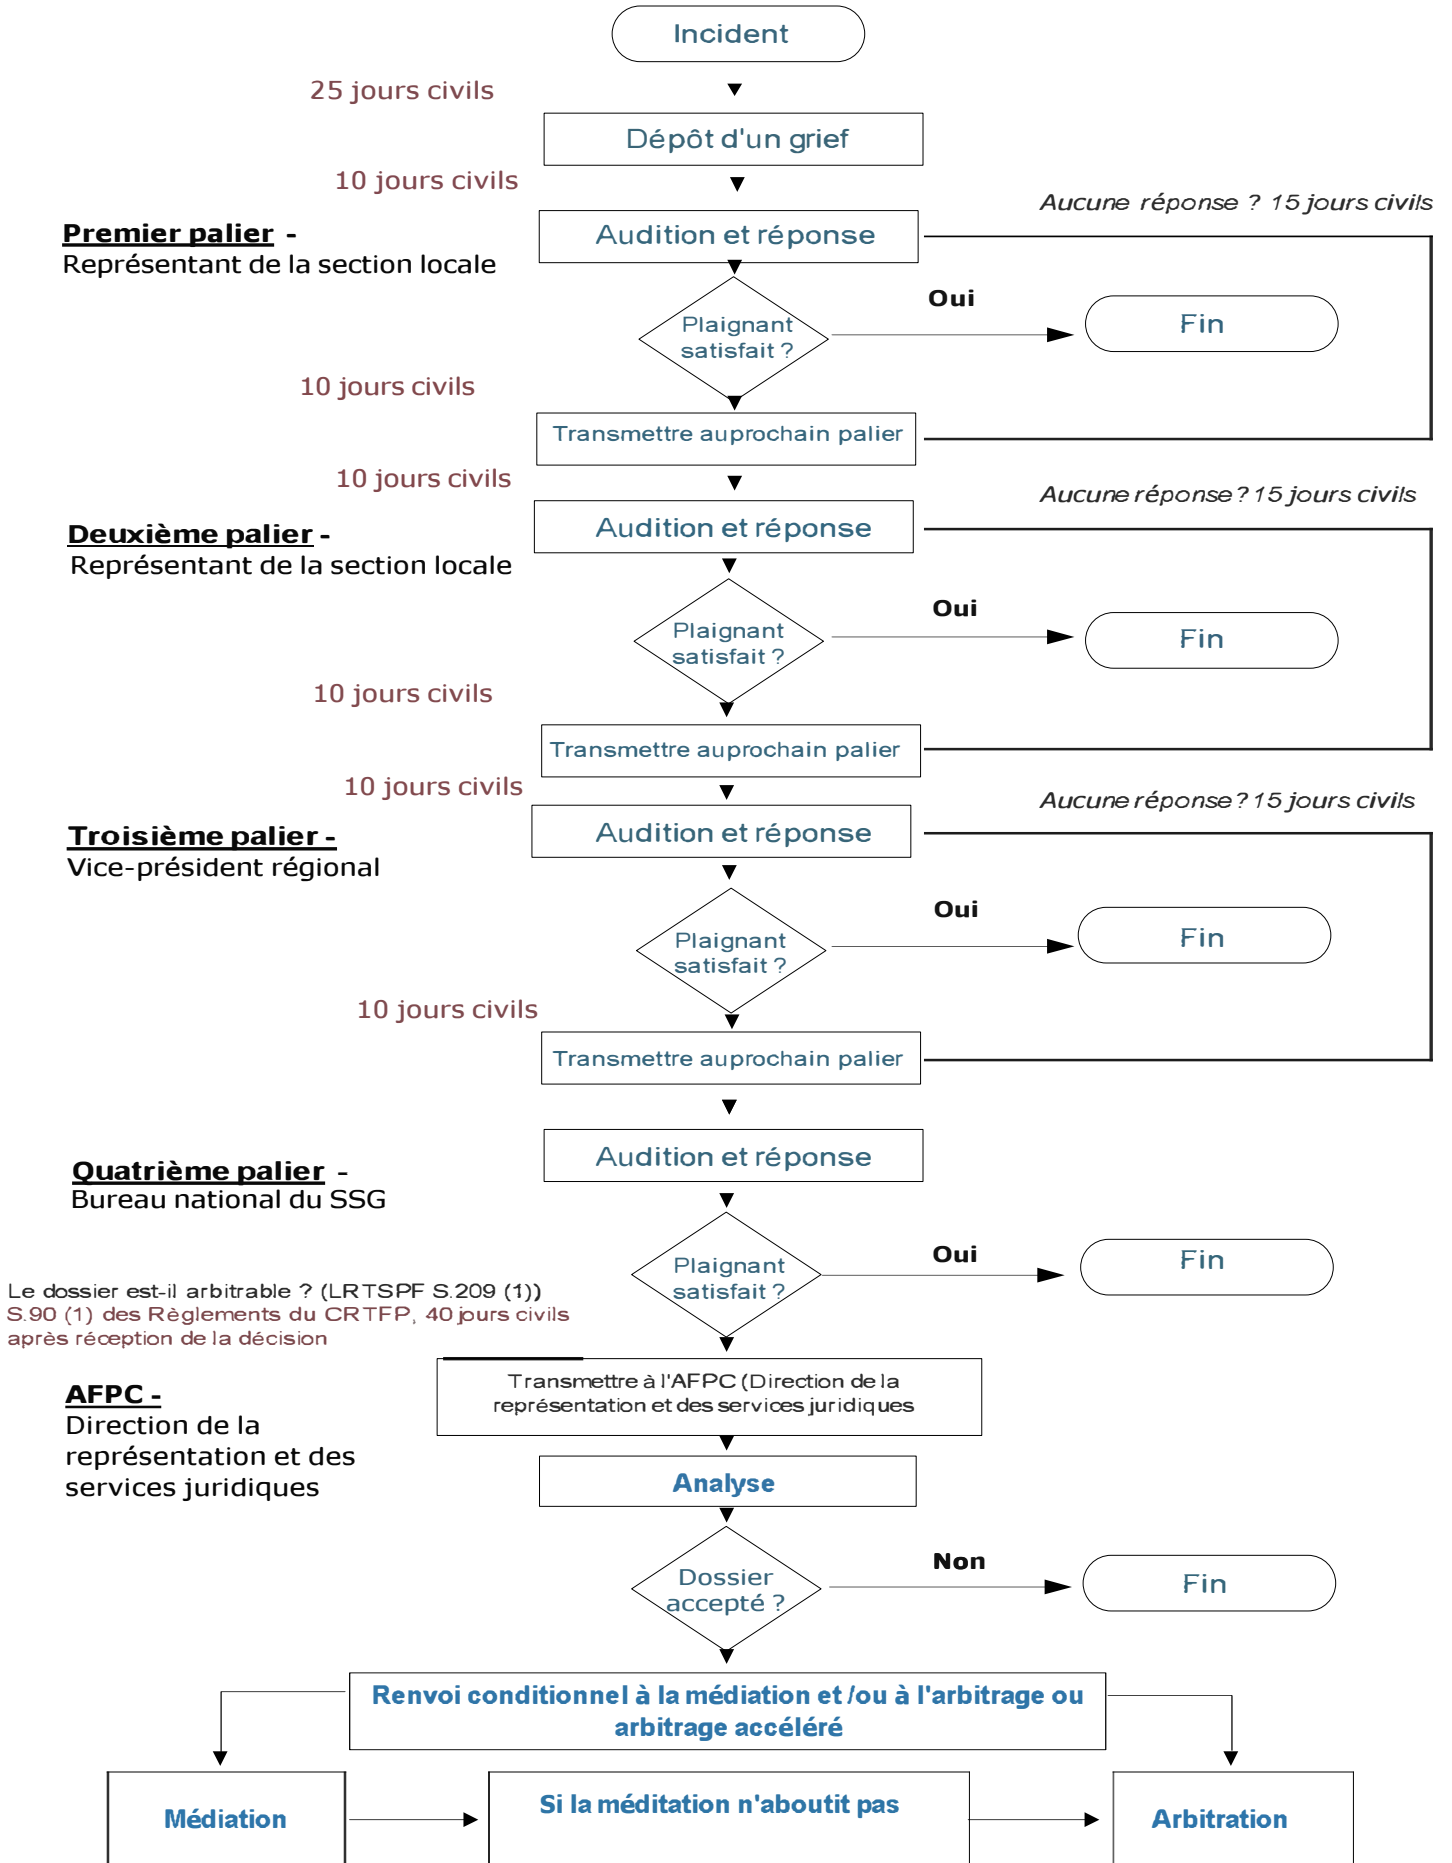 Incident
25 jours civils
Dépôt d'un grief
10 jours civils
Aucune réponse ? 15 jours civils
Premier palier -
Représentant de la section locale
Audition et réponse
Plaignant
satisfait ?
Oui
Fin
10 jours civils
Transmettre auprochain palier
10 jours civils
Aucune réponse? 15 jours civils
Deuxième palier -
Représentant de la section locale
Audition et réponse
Plaignant
satisfait ?
Oui
Fin
10 jours civils
Transmettre auprochain palier
10 jours civils
Aucune réponse? 15 jours civils
Troisième palier -
Vice-président régional
Audition et réponse
Plaignant
satisfait ?
Oui
Fin
10 jours civils
Transmettre auprochain palier
Quatrième palier -
Bureau national du SSG
Audition et réponse
Plaignant
satisfait ?
Oui
Fin
Le dossier est-il arbitrable ? (LRTSPF S.209 (1))
S.90 (1) des Règlements du CRTFP, 40 jours civils
après réception de la décision
AFPC -
Direction de la
représentation et des
services juridiques
Transmettre à l'AFPC (Direction de la
représentation et des services juridiques
Analyse
Dossier
accepté ?
Non
Fin
Renvoi conditionnel à la médiation et /ou à l'arbitrage ou
arbitrage accéléré
Médiation
Si la méditation n'aboutit pas
Arbitration